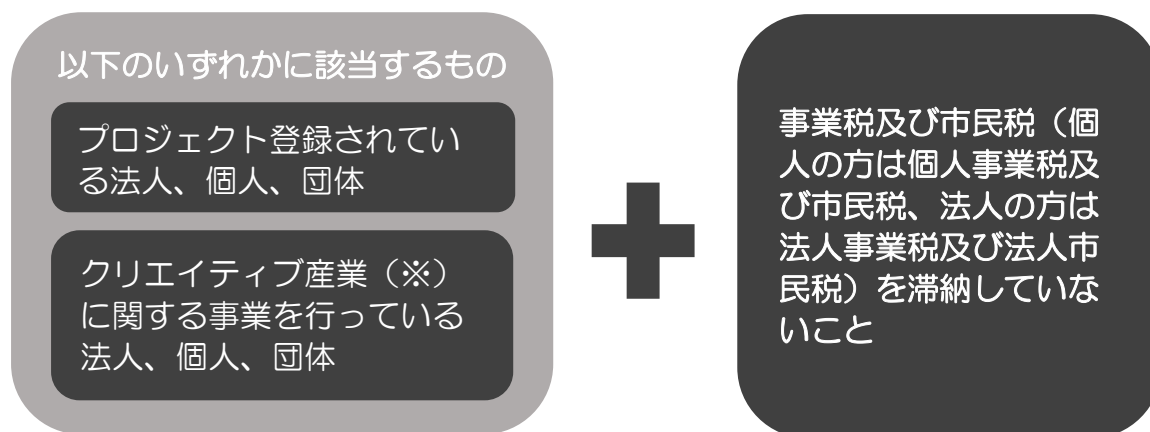 以下のいずれかに該当するもの
プロジェクト登録されてい
る法人、個人、団体
クリエイティブ産業（※）
に関する事業を行っている
法人、個人、団体
事業税及び市民税（個
人の方は個人事業税及
び市民税、法人の方は
法人事業税及び法人市
民税）を滞納していな
いこと